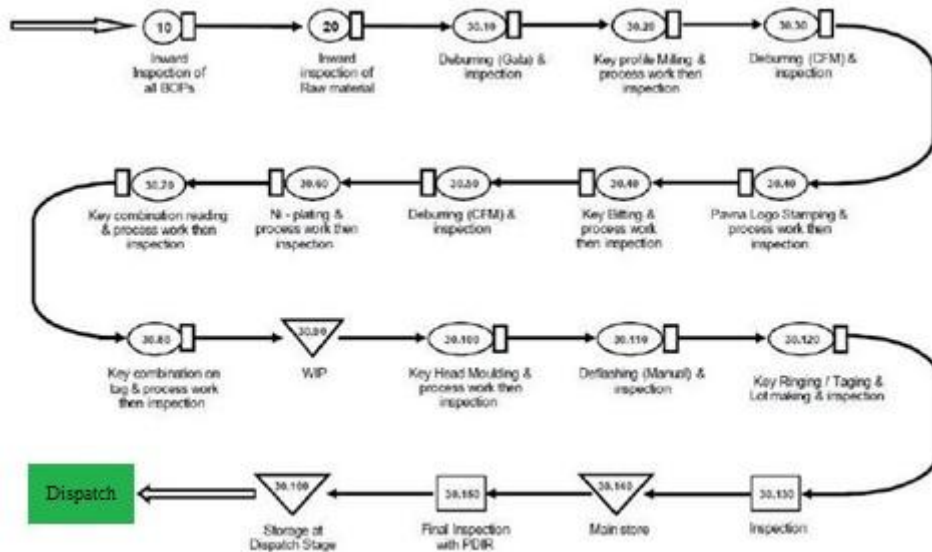 10
Inward
Inspection of
all BOPs
20
Inward
inspection of
Raw material
30.10
Deburring (Gala) &
inspection
30.20
Key profile Milling &
process work then
inspection
30.30
Deburring (CFM) &
inspection
30.70
Key combination reading
& process work then
inspection
30.60
Ni - plating &
process work then
inspection
30.50
Deburring (CFM) &
inspection
30.40
Key Bitting &
process work
then inspection
30.40
Pavna Logo Stamping &
process work then
inspection
30.80
Key combination on
tag & process work
then inspection
30.90
WIP
30.100
Key Head Moulding &
process work then
inspection
30.110
Deflashing (Manual) &
inspection
30.120
Key Ringing / Taging &
Lot making & inspection
Dispatch
Storage at
Dispatch Stage
30.150
Final Inspection
with PDIR
30.140
Main store
30.130
Inspection